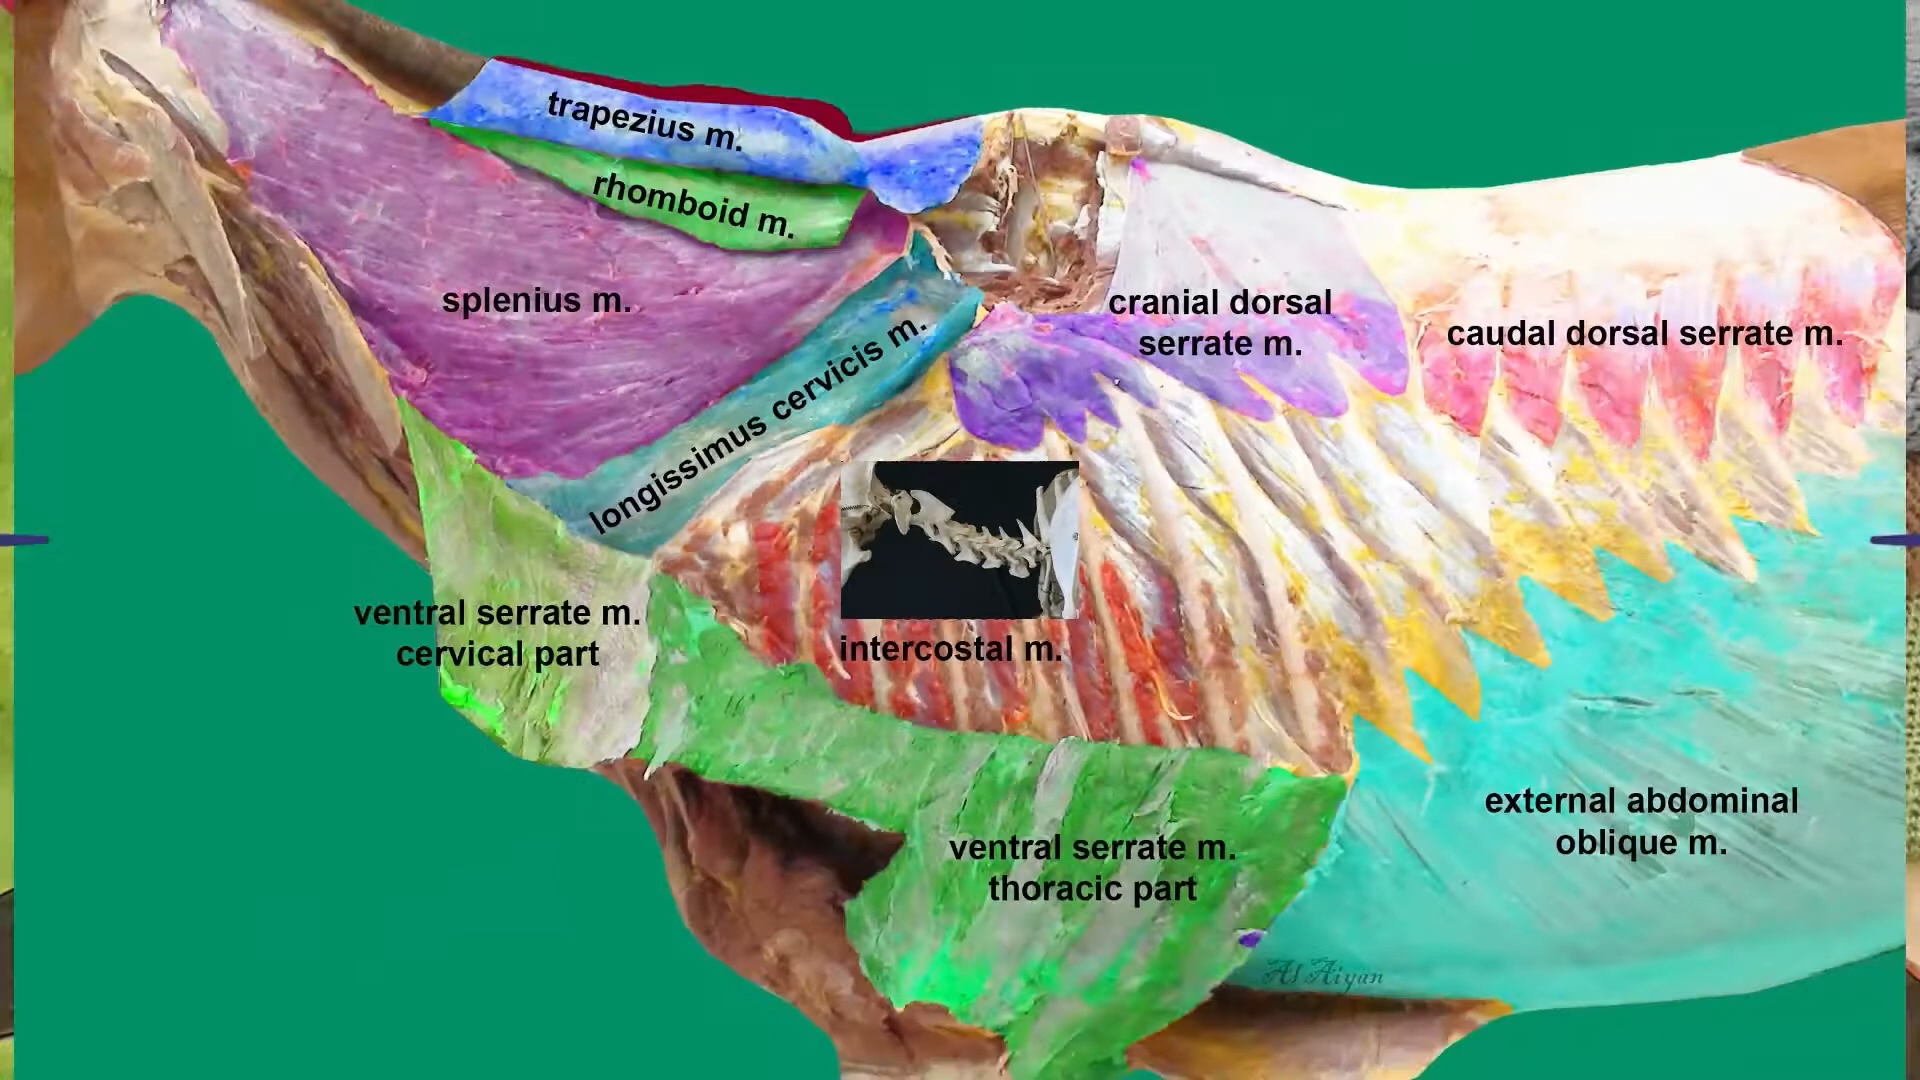 trapezius m.
rhomboid m.
splenius m.
longissimus cervicis m.
cranial dorsal
serrate m.
caudal dorsal serrate m.
ventral serrate m.
cervical part
intercostal m.
external abdominal
oblique m.
ventral serrate m.
thoracic part
Al Aiyan